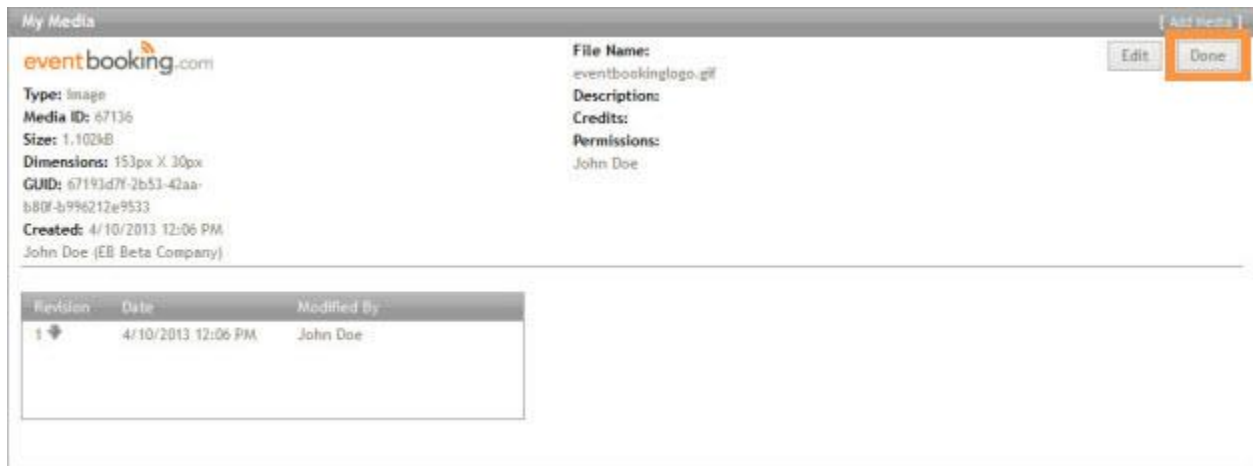 My Media
[ Add Media ]
eventbooking.com
Type: Image
Media ID: 67136
Size: 1.102kB
Dimensions: 153px X 30px
GUID: 67193d7f-2b53-42aa-
b80f-b996212e9533
Created: 4/10/2013 12:06 PM
John Doe (EB Beta Company)
File Name:
eventbookinglogo.gif
Description:
Credits:
Permissions:
John Doe
Edit Done
Revision Date Modified By
1 4/10/2013 12:06 PM John Doe